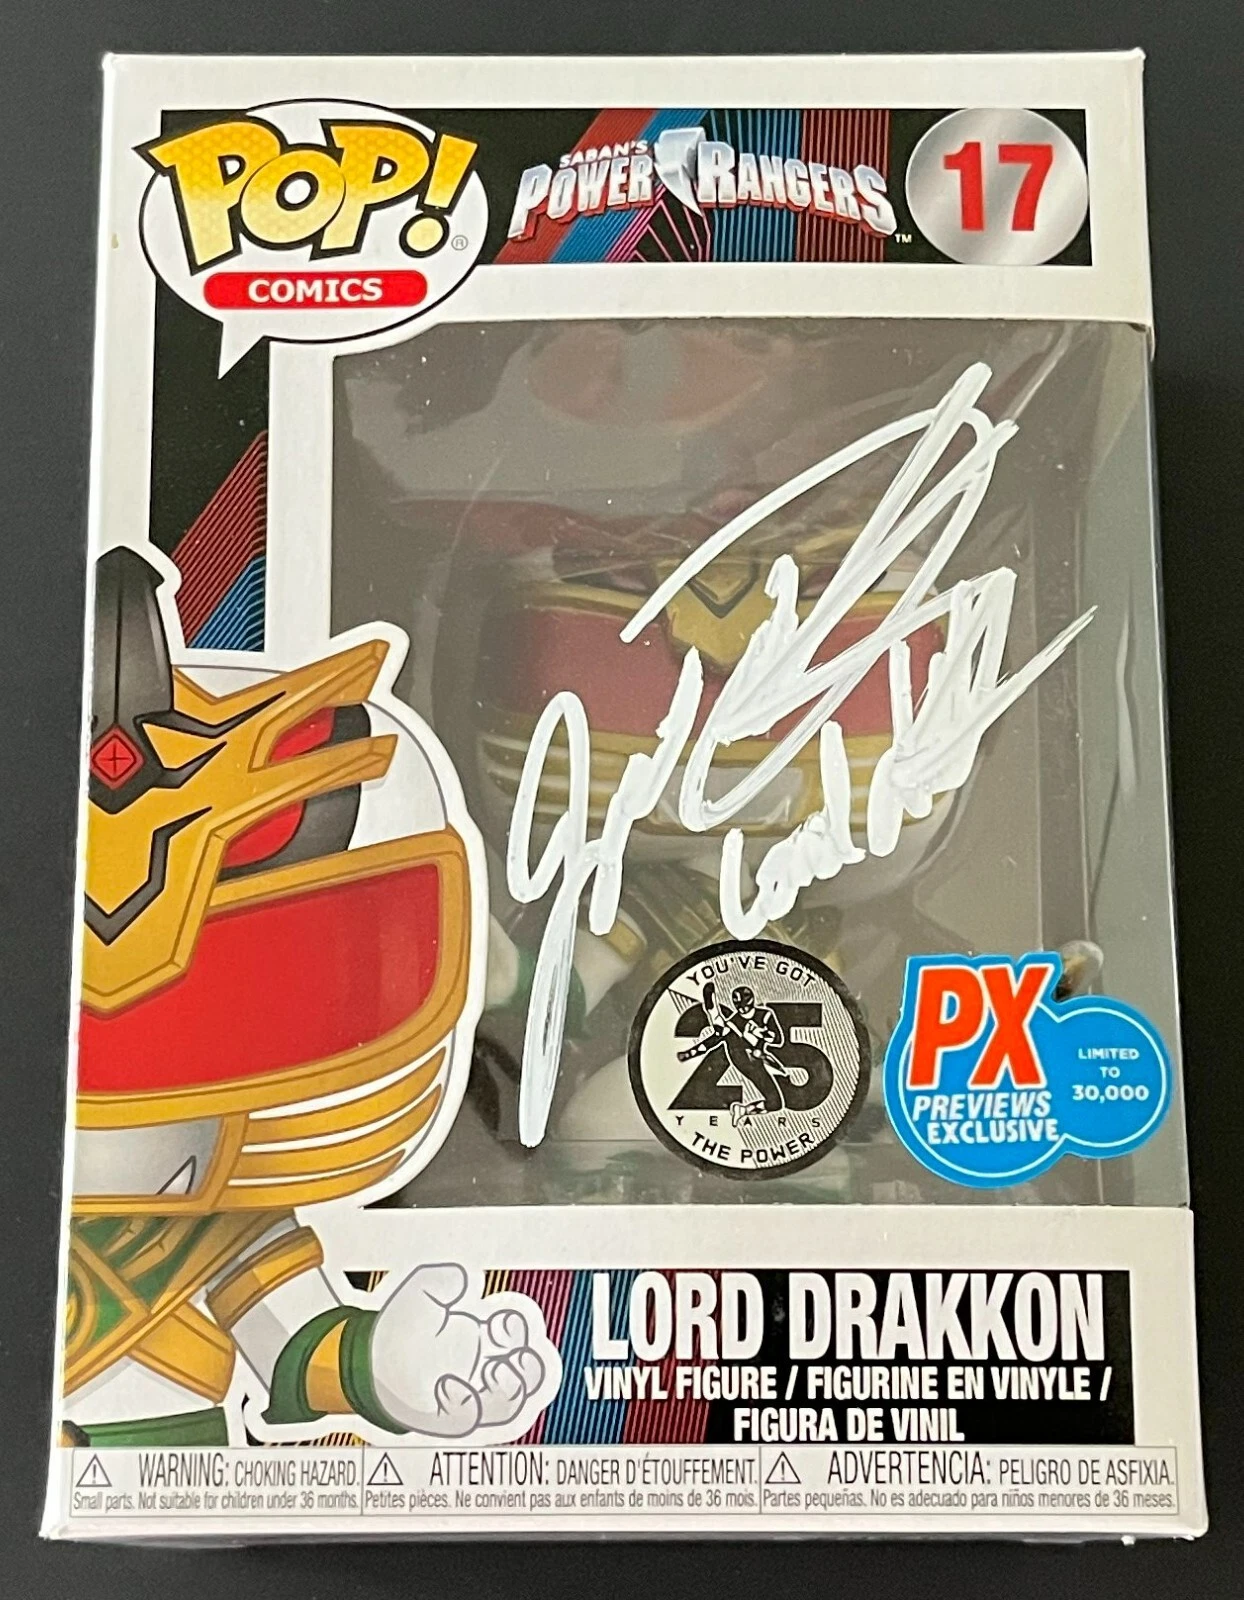 POP!®
COMICS
SABAN'S
POWER RANGERS™
17
Lord
YOU'VE GOT
25
YEARS
THE POWER
PX
PREVIEWS
EXCLUSIVE
LIMITED
TO
30,000
LORD DRAKKON
VINYL FIGURE / FIGURINE EN VINYLE /
FIGURA DE VINIL
⚠ WARNING: CHOKING HAZARD.
Small parts. Not suitable for children under 36 months.
⚠ ATTENTION: DANGER D'ÉTOUFFEMENT.
Petites pièces. Ne convient pas aux enfants de moins de 36 mois.
⚠ ADVERTENCIA: PELIGRO DE ASFIXIA.
Partes pequeñas. No es adecuado para niños menores de 36 meses.